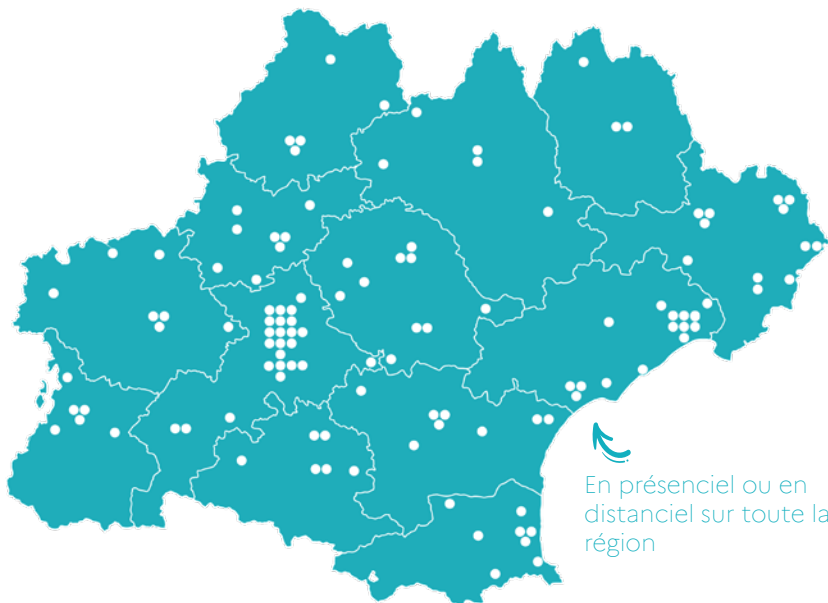 En présenciel ou en
distanciel sur toute la
région